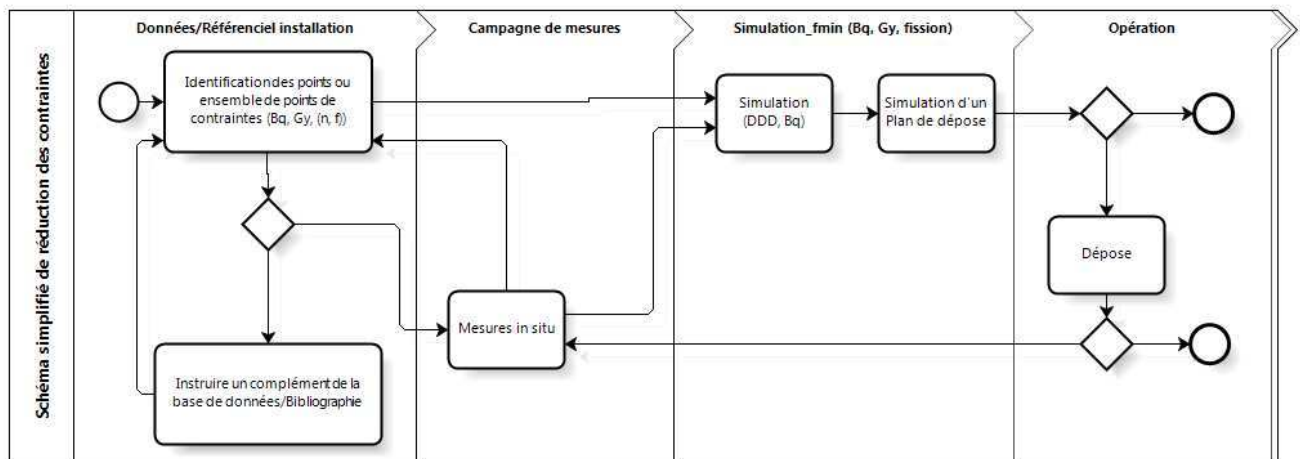 Schéma simplifié de réduction des contraintes
Données/Référenciel installation
Campagne de mesures
Simulation_fmin (Bq, Gy, fission)
Opération
Identification des points ou
ensemble de points de
contraintes (Bq, Gy, (n, f))
Simulation
(DDD, Bq)
Simulation d'un
Plan de dépose
Dépose
Mesures in situ
Instruire un complément de la
base de données/Bibliographie